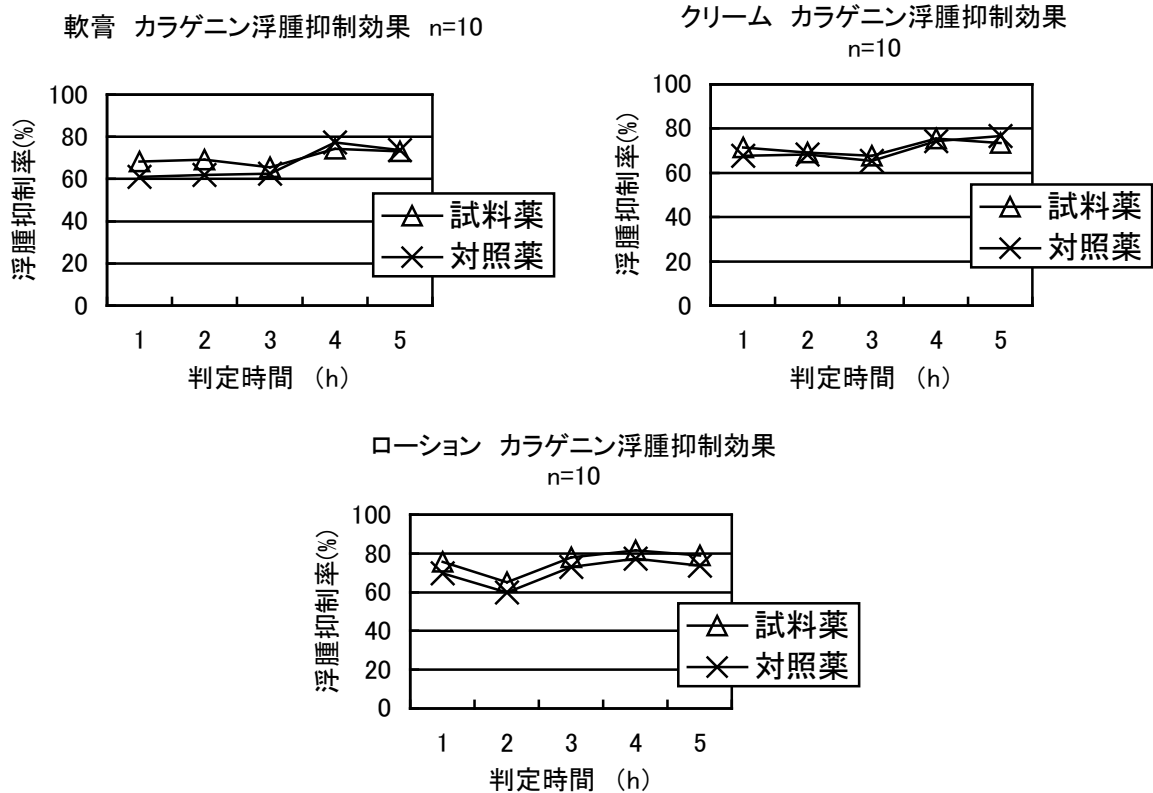 軟膏　カラゲニン浮腫抑制効果　n=10
浮腫抑制率(%)
100
80
60
40
20
0
試料薬
対照薬
1 2 3 4 5
判定時間　(h)
クリーム　カラゲニン浮腫抑制効果
n=10
浮腫抑制率(%)
100
80
60
40
20
0
試料薬
対照薬
1 2 3 4 5
判定時間　(h)
ローション　カラゲニン浮腫抑制効果
n=10
浮腫抑制率(%)
100
80
60
40
20
0
試料薬
対照薬
1 2 3 4 5
判定時間　(h)